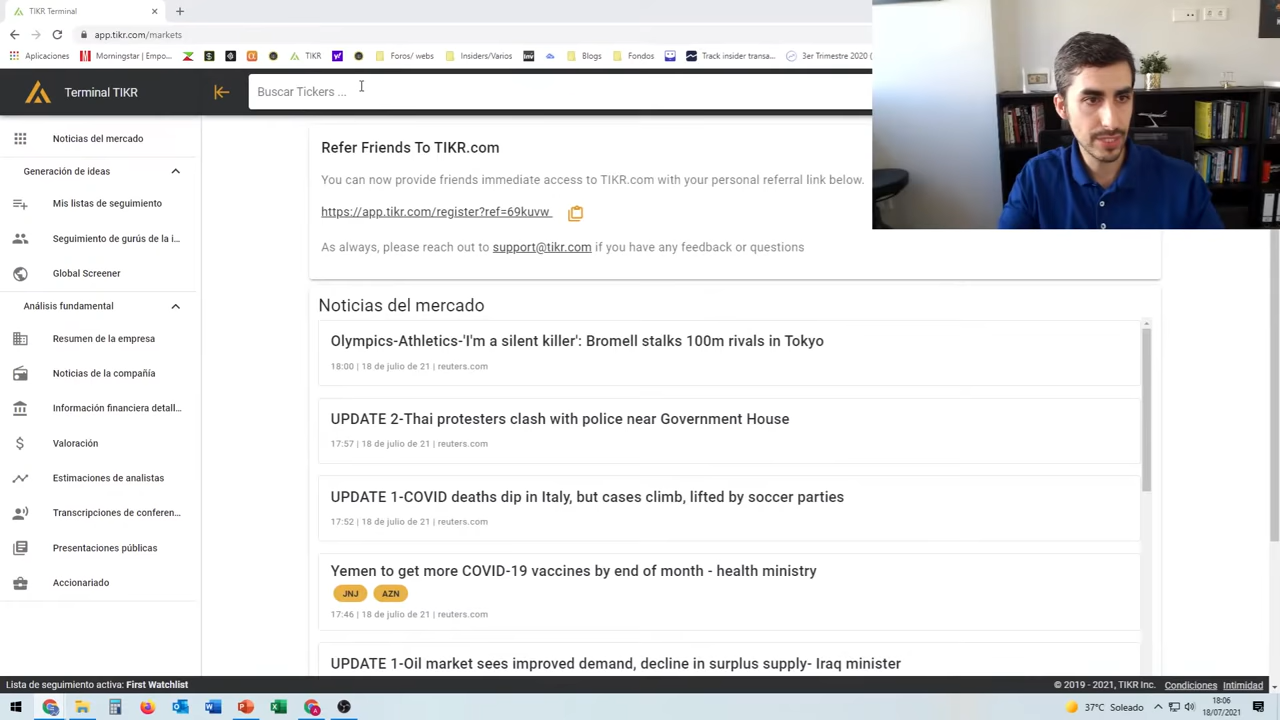 TIKR Terminal
app.tikr.com/markets
Aplicaciones
Morningstar | Empo...
TIKR
Foros/ webs
Insiders/Varios
Blogs
Fondos
Track insider transa...
3er Trimestre 2020 (
Terminal TIKR
Buscar Tickers ...
Noticias del mercado
Generación de ideas
Mis listas de seguimiento
Seguimiento de gurús de la i...
Global Screener
Análisis fundamental
Resumen de la empresa
Noticias de la compañía
Información financiera detall...
Valoración
Estimaciones de analistas
Transcripciones de conferen...
Presentaciones públicas
Accionariado
Refer Friends To TIKR.com
You can now provide friends immediate access to TIKR.com with your personal referral link below.
https://app.tikr.com/register?ref=69kuvw
As always, please reach out to support@tikr.com if you have any feedback or questions
Noticias del mercado
Olympics-Athletics-'I'm a silent killer': Bromell stalks 100m rivals in Tokyo
18:00 | 18 de julio de 21 | reuters.com
UPDATE 2-Thai protesters clash with police near Government House
17:57 | 18 de julio de 21 | reuters.com
UPDATE 1-COVID deaths dip in Italy, but cases climb, lifted by soccer parties
17:52 | 18 de julio de 21 | reuters.com
Yemen to get more COVID-19 vaccines by end of month - health ministry
JNJ AZN
17:46 | 18 de julio de 21 | reuters.com
UPDATE 1-Oil market sees improved demand, decline in surplus supply- Iraq minister
Lista de seguimiento activa: First Watchlist
© 2019 - 2021, TIKR Inc. Condiciones Intimidad
37°C Soleado
18:06
18/07/2021